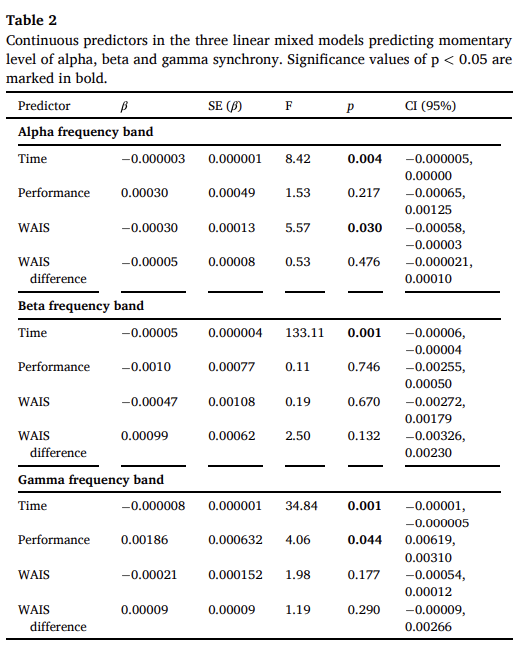 Table 2
Continuous predictors in the three linear mixed models predicting momentary
level of alpha, beta and gamma synchrony. Significance values of p < 0.05 are
marked in bold.
Predictor β SE (β) F p CI (95%)
Alpha frequency band
Time −0.000003 0.000001 8.42 0.004 −0.000005,
0.00000
Performance 0.00030 0.00049 1.53 0.217 −0.00065,
0.00125
WAIS −0.00030 0.00013 5.57 0.030 −0.00058,
−0.00003
WAIS −0.00005 0.00008 0.53 0.476 −0.000021,
difference 0.00010
Beta frequency band
Time −0.00005 0.000004 133.11 0.001 −0.00006,
−0.00004
Performance −0.0010 0.00077 0.11 0.746 −0.00255,
0.00050
WAIS −0.00047 0.00108 0.19 0.670 −0.00272,
0.00179
WAIS 0.00099 0.00062 2.50 0.132 −0.00326,
difference 0.00230
Gamma frequency band
Time −0.000008 0.000001 34.84 0.001 −0.00001,
−0.000005
Performance 0.00186 0.000632 4.06 0.044 0.00619,
0.00310
WAIS −0.00021 0.000152 1.98 0.177 −0.00054,
0.00012
WAIS 0.00009 0.00009 1.19 0.290 −0.00009,
difference 0.00266